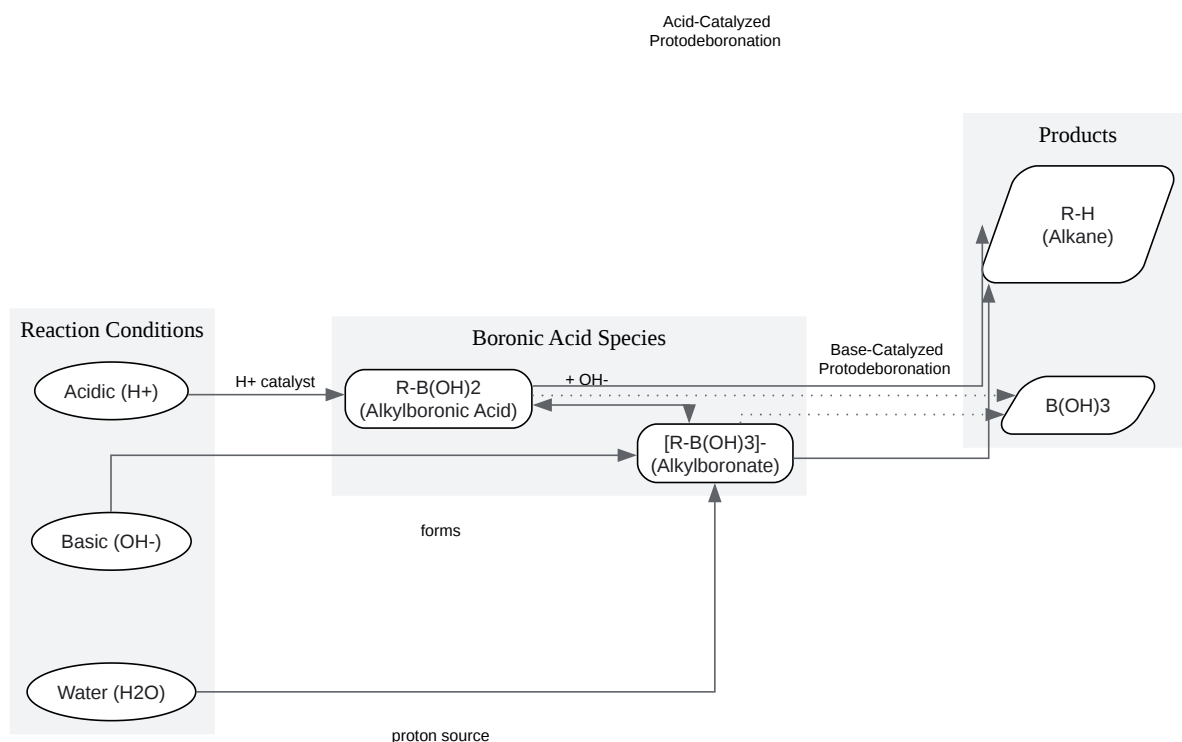 Acid-Catalyzed
Protodeboronation
Products
R-H
(Alkane)
Reaction Conditions
Boronic Acid Species
Base-Catalyzed
Protodeboronation
Acidic (H+)
H+ catalyst
R-B(OH)2
(Alkylboronic Acid)
+ OH-
B(OH)3
[R-B(OH)3]-
(Alkylboronate)
forms
Basic (OH-)
Water (H2O)
proton source